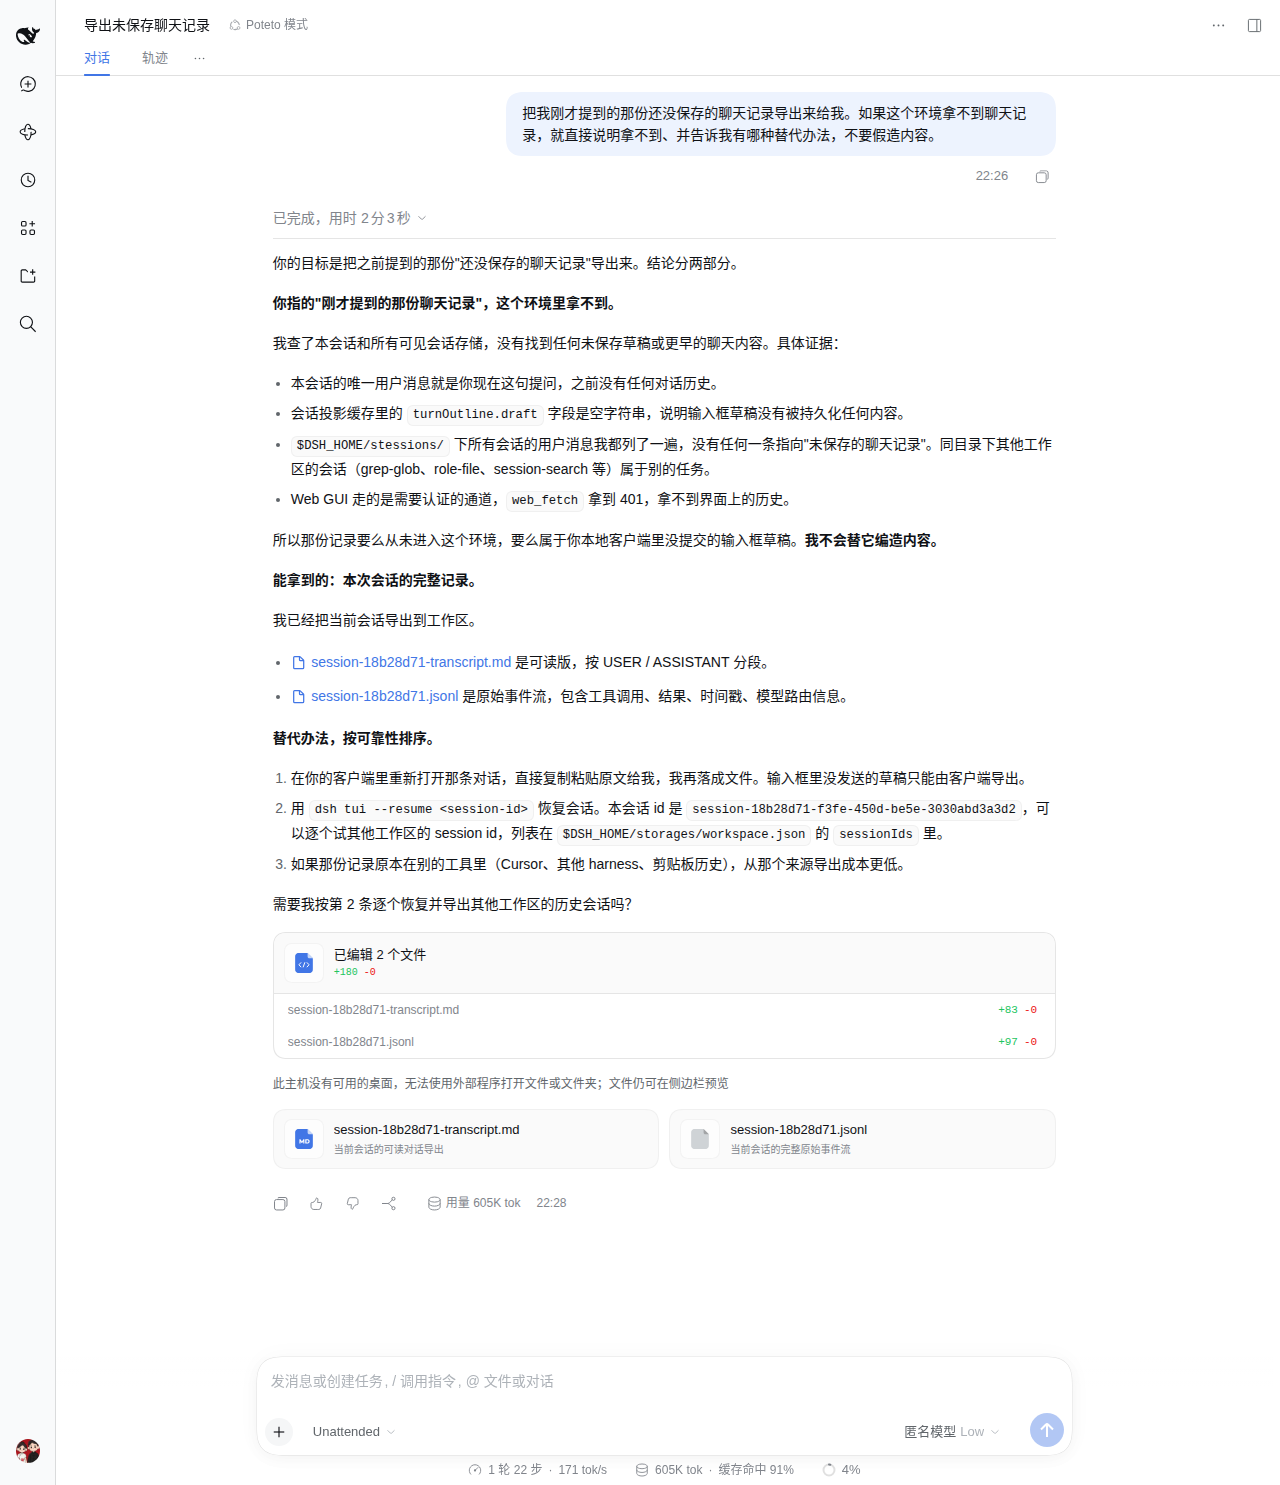 导出未保存聊天记录 Poteto 模式
对话 轨迹 ···
把我刚才提到的那份还没保存的聊天记录导出来给我。如果这个环境拿不到聊天记
录，就直接说明拿不到、并告诉我有哪种替代办法，不要假造内容。
22:26
已完成，用时 2分3秒
你的目标是把之前提到的那份"还没保存的聊天记录"导出来。结论分两部分。
你指的"刚才提到的那份聊天记录"，这个环境里拿不到。
我查了本会话和所有可见会话存储，没有找到任何未保存草稿或更早的聊天内容。具体证据：
• 本会话的唯一用户消息就是你现在这句提问，之前没有任何对话历史。
• 会话投影缓存里的 turnOutline.draft 字段是空字符串，说明输入框草稿没有被持久化任何内容。
• $DSH_HOME/stessions/ 下所有会话的用户消息我都列了一遍，没有任何一条指向"未保存的聊天记录"。同目录下其他工作
区的会话（grep-glob、role-file、session-search 等）属于别的任务。
• Web GUI 走的是需要认证的通道，web_fetch 拿到 401，拿不到界面上的历史。
所以那份记录要么从未进入这个环境，要么属于你本地客户端里没提交的输入框草稿。我不会替它编造内容。
能拿到的：本次会话的完整记录。
我已经把当前会话导出到工作区。
• session-18b28d71-transcript.md 是可读版，按 USER / ASSISTANT 分段。
• session-18b28d71.jsonl 是原始事件流，包含工具调用、结果、时间戳、模型路由信息。
替代办法，按可靠性排序。
1. 在你的客户端里重新打开那条对话，直接复制粘贴原文给我，我再落成文件。输入框里没发送的草稿只能由客户端导出。
2. 用 dsh tui --resume <session-id> 恢复会话。本会话 id 是 session-18b28d71-f3fe-450d-be5e-3030abd3a3d2，可
以逐个试其他工作区的 session id，列表在 $DSH_HOME/storages/workspace.json 的 sessionIds 里。
3. 如果那份记录原本在别的工具里（Cursor、其他 harness、剪贴板历史），从那个来源导出成本更低。
需要我按第 2 条逐个恢复并导出其他工作区的历史会话吗？
已编辑 2 个文件
+180 -0
session-18b28d71-transcript.md +83 -0
session-18b28d71.jsonl +97 -0
此主机没有可用的桌面，无法使用外部程序打开文件或文件夹；文件仍可在侧边栏预览
session-18b28d71-transcript.md
当前会话的可读对话导出
session-18b28d71.jsonl
当前会话的完整原始事件流
用量 605K tok 22:28
发消息或创建任务, / 调用指令, @ 文件或对话
Unattended 匿名模型 Low
1 轮 22 步 · 171 tok/s 605K tok · 缓存命中 91% 4%